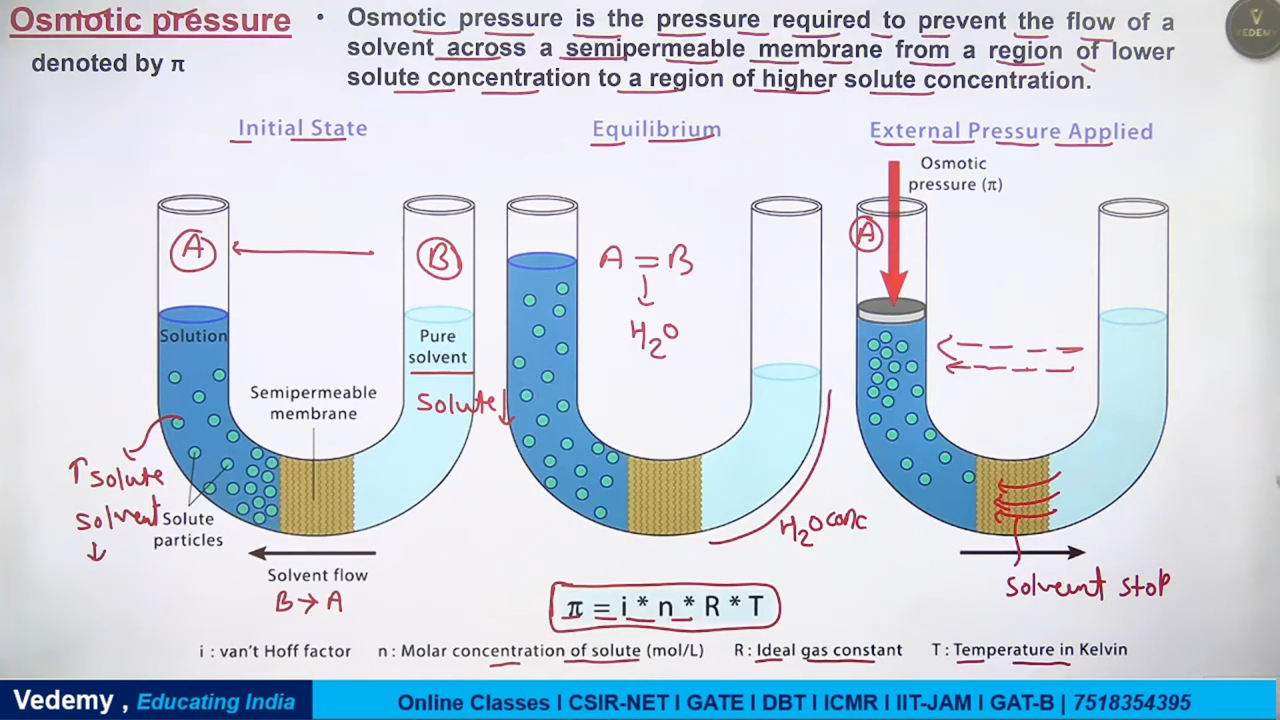 Osmotic pressure
denoted by π
• Osmotic pressure is the pressure required to prevent the flow of a
solvent across a semipermeable membrane from a region of lower
solute concentration to a region of higher solute concentration.
V
VEDEMY
Initial State
Equilibrium
External Pressure Applied
Osmotic
pressure (π)
A
B
A = B
H₂O
A
Solution
Pure
solvent
Solute ↓
Semipermeable
membrane
↑ Solute
Solvent
↓
Solute
particles
H₂O conc
Solvent flow
B → A
Solvent stop
π = i * n * R * T
i : van't Hoff factor n : Molar concentration of solute (mol/L) R : Ideal gas constant T : Temperature in Kelvin
Vedemy , Educating India
Online Classes I CSIR-NET I GATE I DBT I ICMR I IIT-JAM I GAT-B I 7518354395